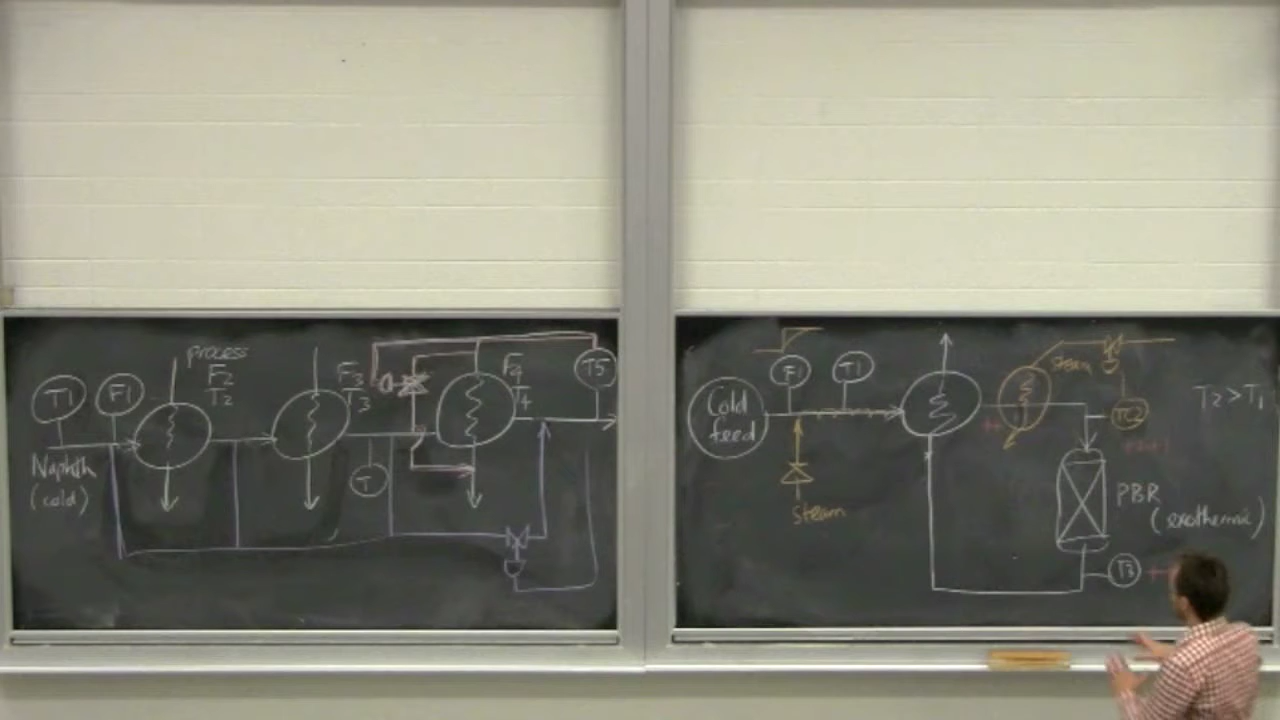 process
F2
T2
F3
T3
F4
T4
T5
T1
F1
Naphtha
(cold)
T
Cold
feed
F1
T1
steam
steam
TC2
T2 > T1
++
PBR
(exothermic)
T3